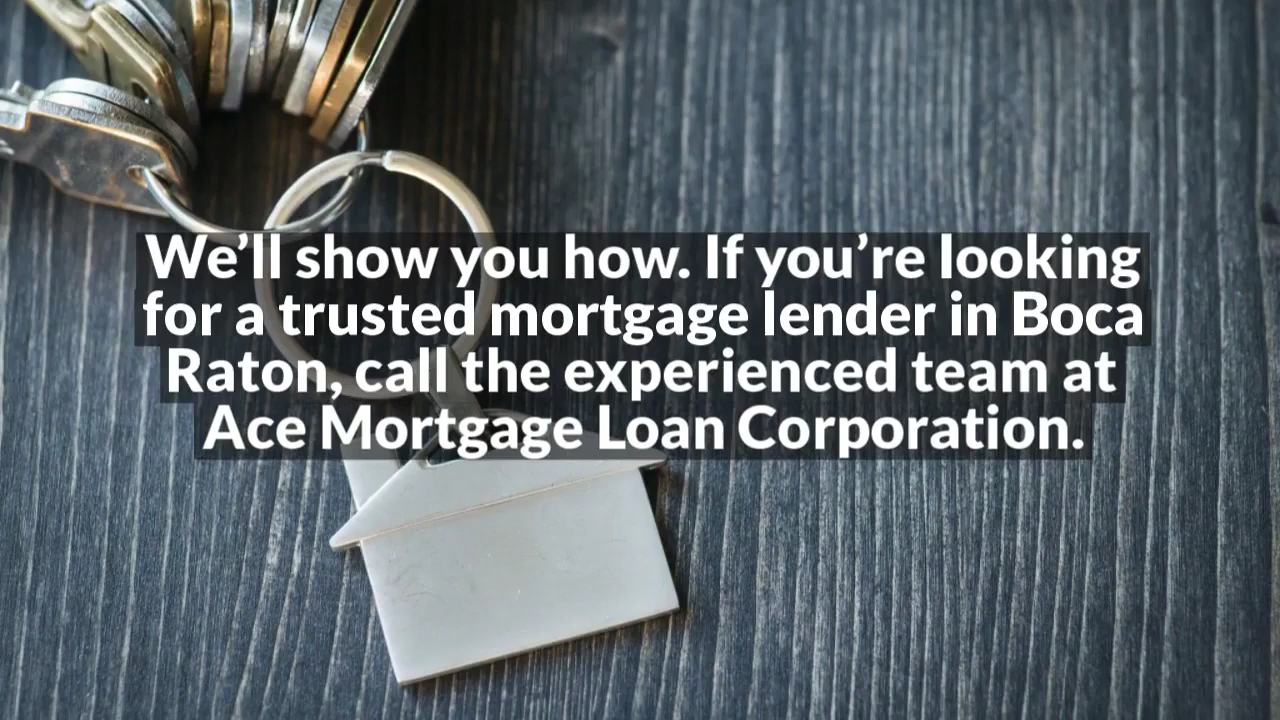 We’ll show you how. If you’re looking
for a trusted mortgage lender in Boca
Raton, call the experienced team at
Ace Mortgage Loan Corporation.